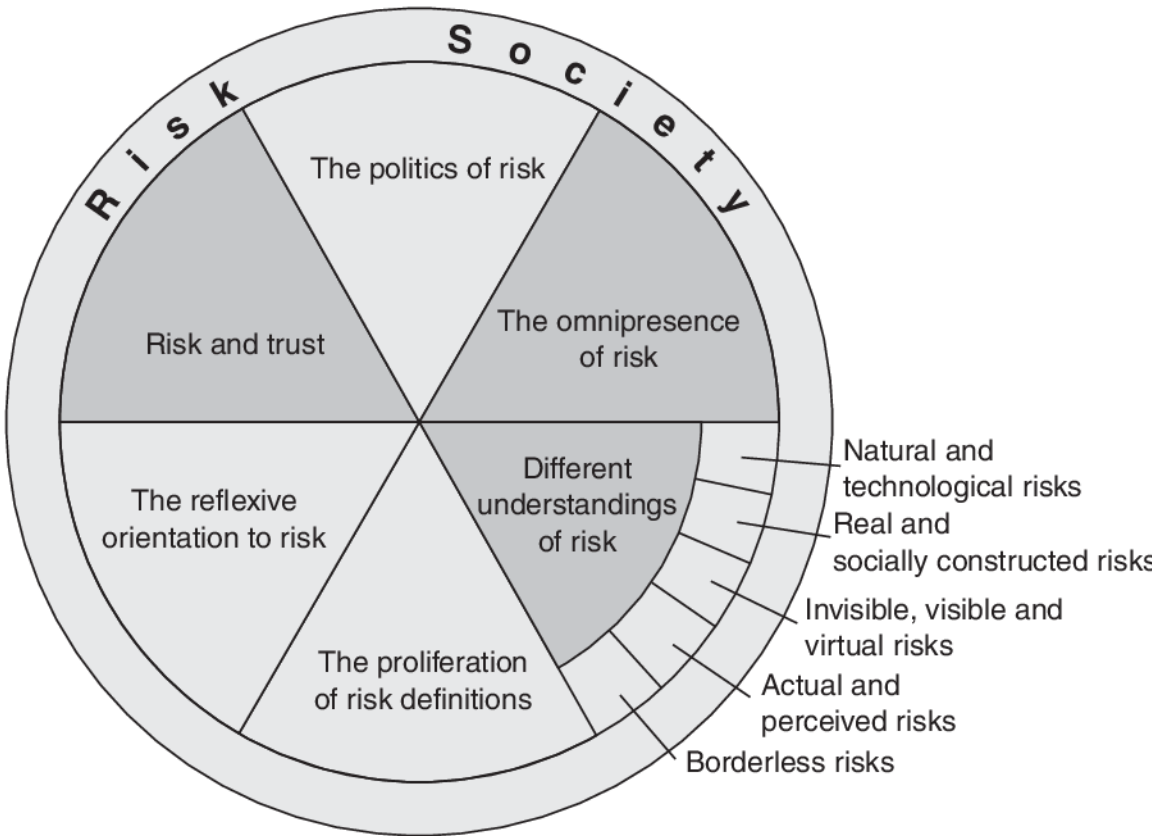 Risk Society
The politics of risk
The omnipresence
of risk
Risk and trust
Different
understandings
of risk
The reflexive
orientation to risk
The proliferation
of risk definitions
Natural and
technological risks
Real and
socially constructed risks
Invisible, visible and
virtual risks
Actual and
perceived risks
Borderless risks